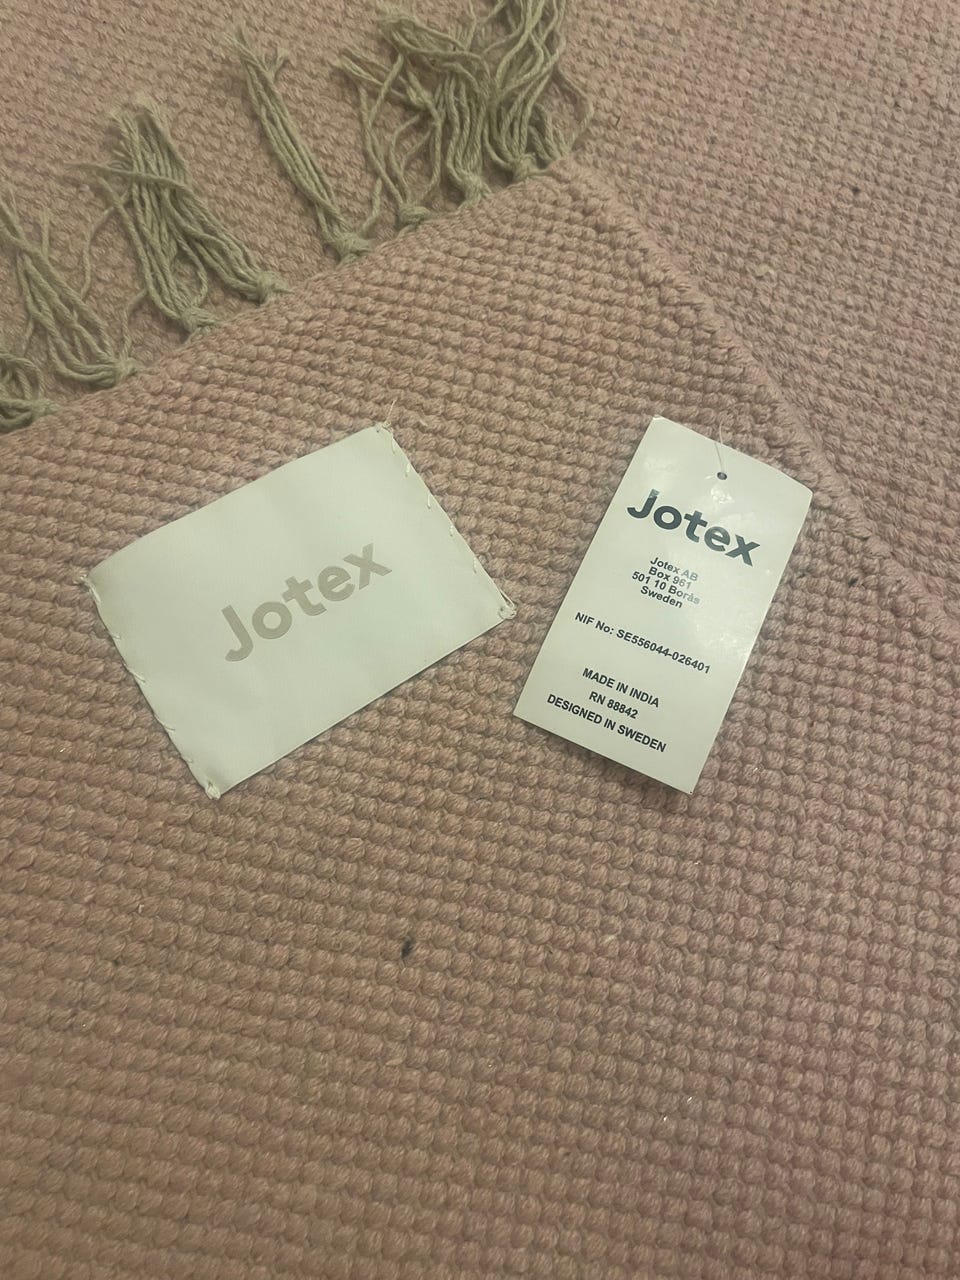 Jotex
Jotex
Jotex AB
Box 961
501 10 Borås
Sweden
NIF No: SE556044-026401
MADE IN INDIA
RN 88842
DESIGNED IN SWEDEN